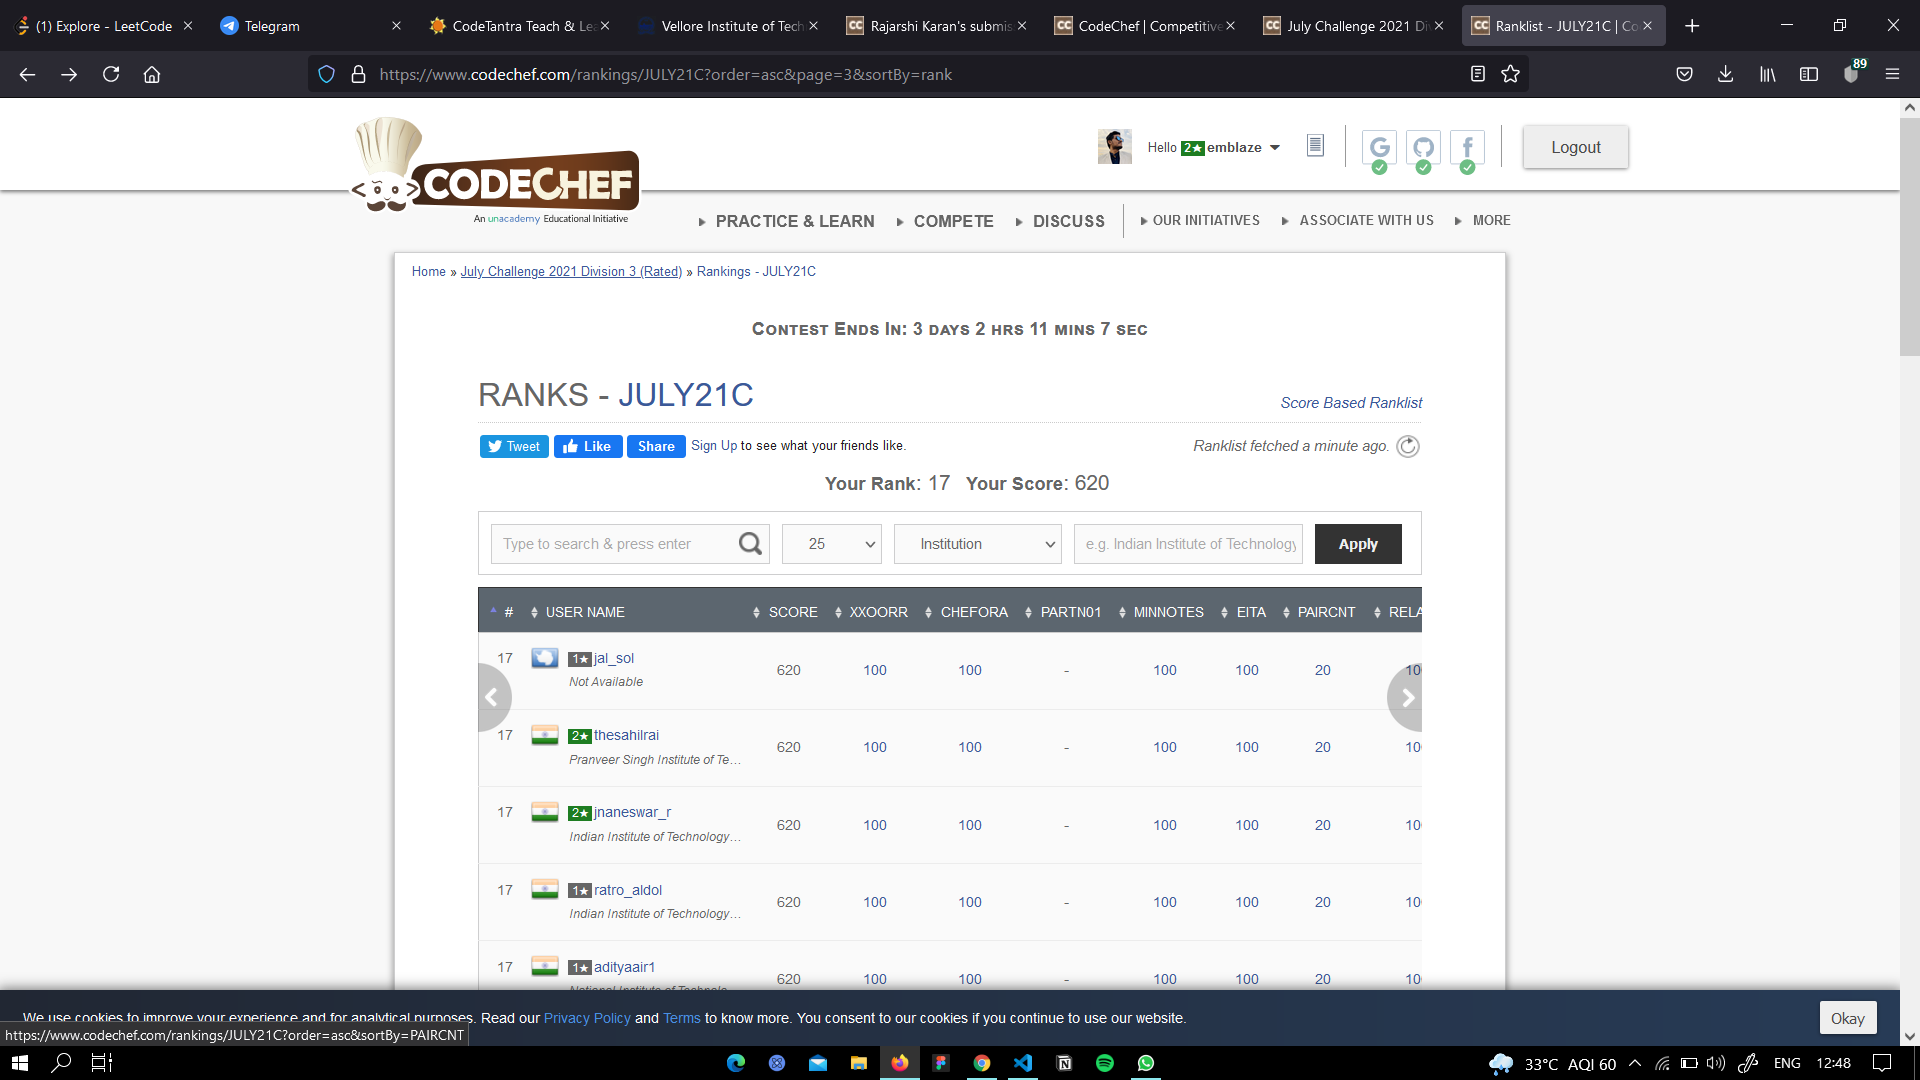 (1) Explore - LeetCode
Telegram
CodeTantra Teach & Lea
Vellore Institute of Tech
Rajarshi Karan's submis
CodeChef | Competitive
July Challenge 2021 Di
Ranklist - JULY21C | Co
https://www.codechef.com/rankings/JULY21C?order=asc&page=3&sortBy=rank
89
CODECHEF
An unacademy Educational Initiative
Hello 2★ emblaze
Logout
PRACTICE & LEARN COMPETE DISCUSS OUR INITIATIVES ASSOCIATE WITH US MORE
Home » July Challenge 2021 Division 3 (Rated) » Rankings - JULY21C
CONTEST ENDS IN: 3 DAYS 2 HRS 11 MINS 7 SEC
RANKS - JULY21C
Score Based Ranklist
Tweet Like Share Sign Up to see what your friends like.
Ranklist fetched a minute ago.
Your Rank: 17 Your Score: 620
Type to search & press enter 25 Institution e.g. Indian Institute of Technology Apply
# USER NAME SCORE XXOORR CHEFORA PARTN01 MINNOTES EITA PAIRCNT RELA
17 1★ jal_sol 620 100 100 - 100 100 20 10
Not Available
17 2★ thesahilrai 620 100 100 - 100 100 20 10
Pranveer Singh Institute of Te...
17 2★ jnaneswar_r 620 100 100 - 100 100 20 10
Indian Institute of Technology...
17 1★ ratro_aldol 620 100 100 - 100 100 20 10
Indian Institute of Technology...
17 1★ adityaair1 620 100 100 - 100 100 20 10
We use cookies to improve your experience and for analytical purposes. Read our Privacy Policy and Terms to know more. You consent to our cookies if you continue to use our website.
Okay
https://www.codechef.com/rankings/JULY21C?order=asc&sortBy=PAIRCNT
33°C AQI 60 ENG 12:48